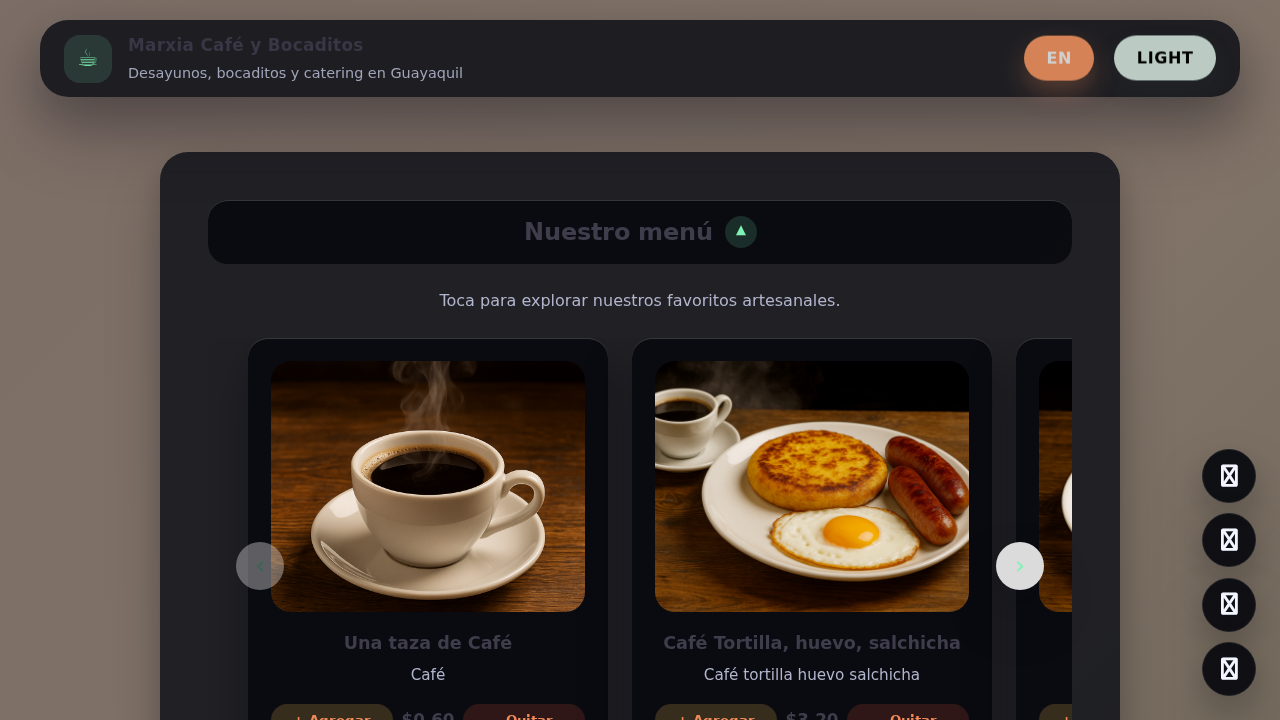 Marxia Café y Bocaditos
Desayunos, bocaditos y catering en Guayaquil
EN
LIGHT
Nuestro menú
Toca para explorar nuestros favoritos artesanales.
Una taza de Café
Café
+ Agregar $0.60 Quitar
Café Tortilla, huevo, salchicha
Café tortilla huevo salchicha
+ Agregar $3.20 Quitar